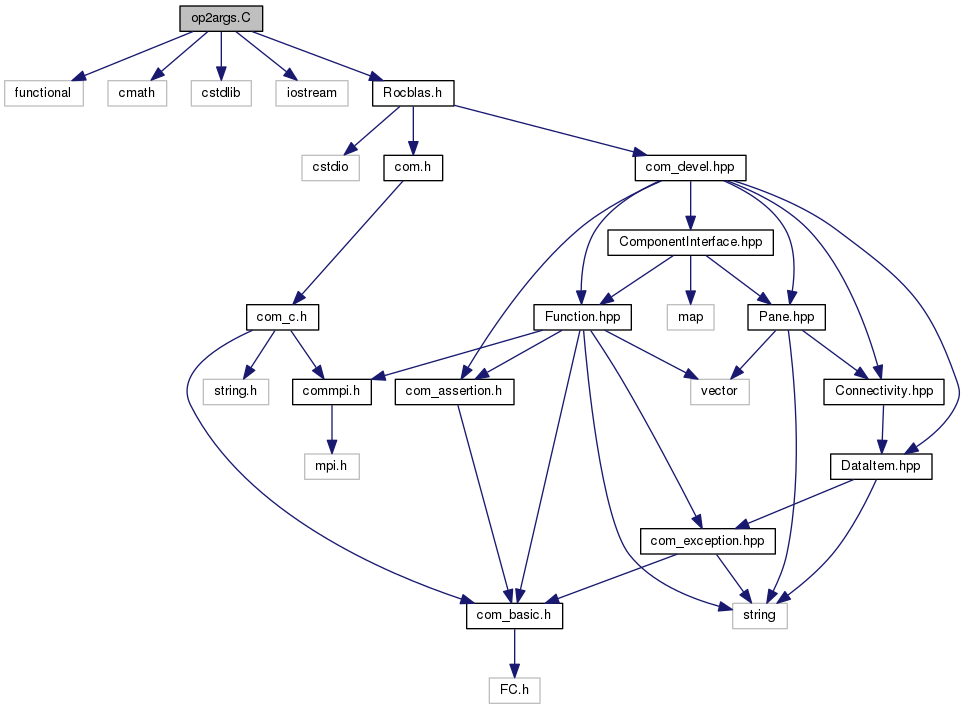 op2args.C
functional
cmath
cstdlib
iostream
Rocblas.h
cstdio
com.h
com_devel.hpp
ComponentInterface.hpp
com_c.h
Function.hpp
map
Pane.hpp
string.h
commpi.h
com_assertion.h
vector
Connectivity.hpp
mpi.h
DataItem.hpp
com_exception.hpp
com_basic.h
string
FC.h